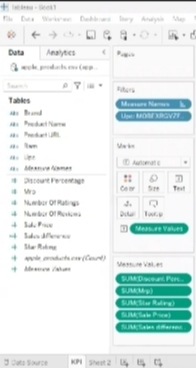 Tableau - Book1
File Data Worksheet Dashboard Story Analysis Map
Data Analytics
Pages
apple_products.csv (app...
Search
Filters
Measure Names
Tables
Brand
Product Name
Product URL
Ram
Upc
Measure Names
Discount Percentage
Mrp
Number Of Ratings
Number Of Reviews
Sale Price
Sales difference
Star Rating
apple_products.csv (Count)
Measure Values
Marks
Automatic
Color Size Text
Detail Tooltip
Measure Values
Measure Values
SUM(Discount Perc...
SUM(Mrp)
SUM(Star Rating)
SUM(Sale Price)
SUM(Sales differenc...
Data Source KPI Sheet 2